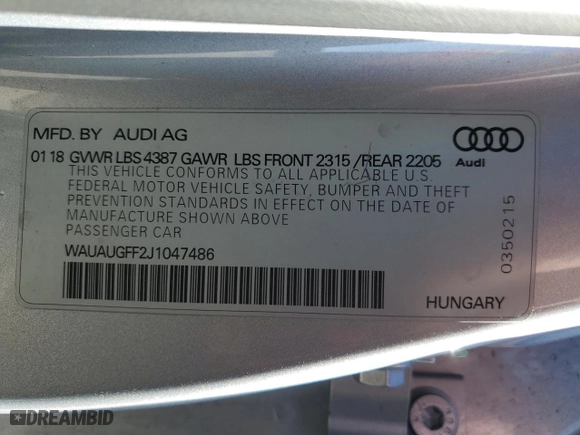 MFD. BY AUDI AG
Audi
01 18 GVWR LBS 4387 GAWR LBS FRONT 2315 /REAR 2205
THIS VEHICLE CONFORMS TO ALL APPLICABLE U.S.
FEDERAL MOTOR VEHICLE SAFETY, BUMPER AND THEFT
PREVENTION STANDARDS IN EFFECT ON THE DATE OF
MANUFACTURE SHOWN ABOVE
PASSENGER CAR
WAUAUGFF2J1047486
0350215
HUNGARY
DREAMBID